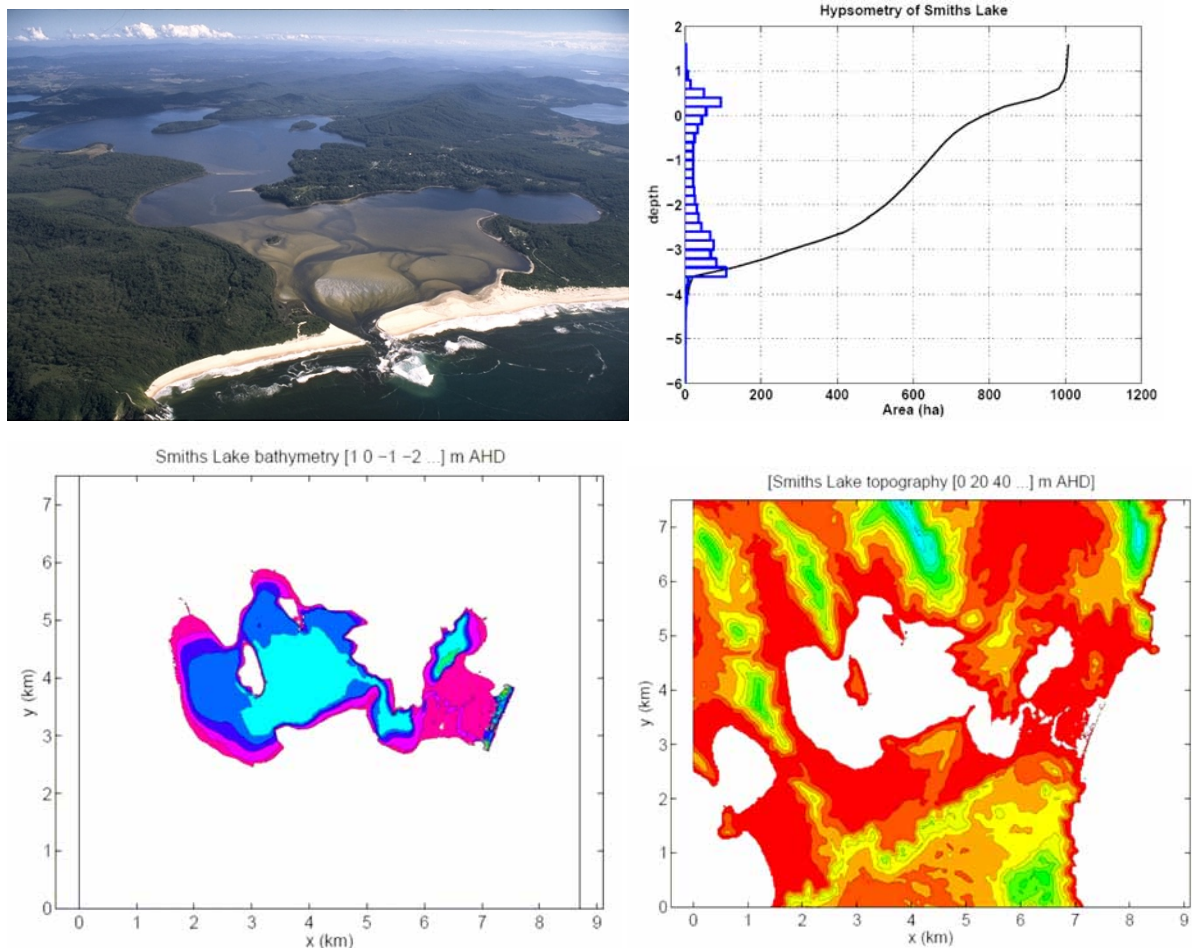 Hypsometry of Smiths Lake
2
1
0
−1
−2
−3
−4
−5
−6
depth
0 200 400 600 800 1000 1200
Area (ha)
Smiths Lake bathymetry [1 0 −1 −2 ...] m AHD
7
6
5
4
3
2
1
0
y (km)
0 1 2 3 4 5 6 7 8 9
x (km)
[Smiths Lake topography [0 20 40 ...] m AHD]
7
6
5
4
3
2
1
0
y (km)
0 1 2 3 4 5 6 7 8 9
x (km)